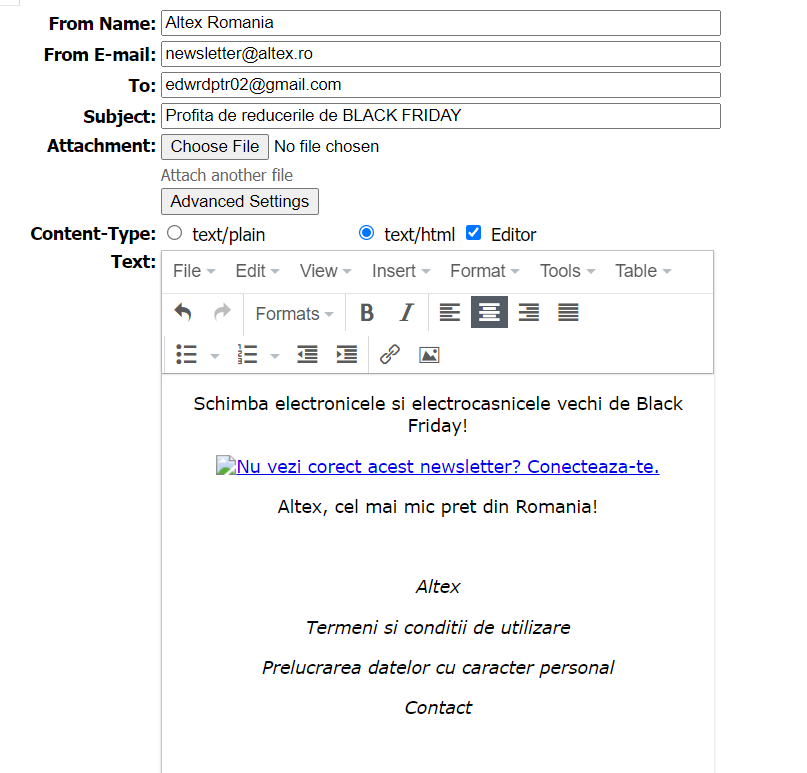 From Name: Altex Romania
From E-mail: newsletter@altex.ro
To: edwrdptr02@gmail.com
Subject: Profita de reducerile de BLACK FRIDAY
Attachment: Choose File No file chosen
Attach another file
Advanced Settings
Content-Type: text/plain text/html Editor
Text:
File Edit View Insert Format Tools Table
Formats B I
Schimba electronicele si electrocasnicele vechi de Black
Friday!
Nu vezi corect acest newsletter? Conecteaza-te.
Altex, cel mai mic pret din Romania!
Altex
Termeni si conditii de utilizare
Prelucrarea datelor cu caracter personal
Contact